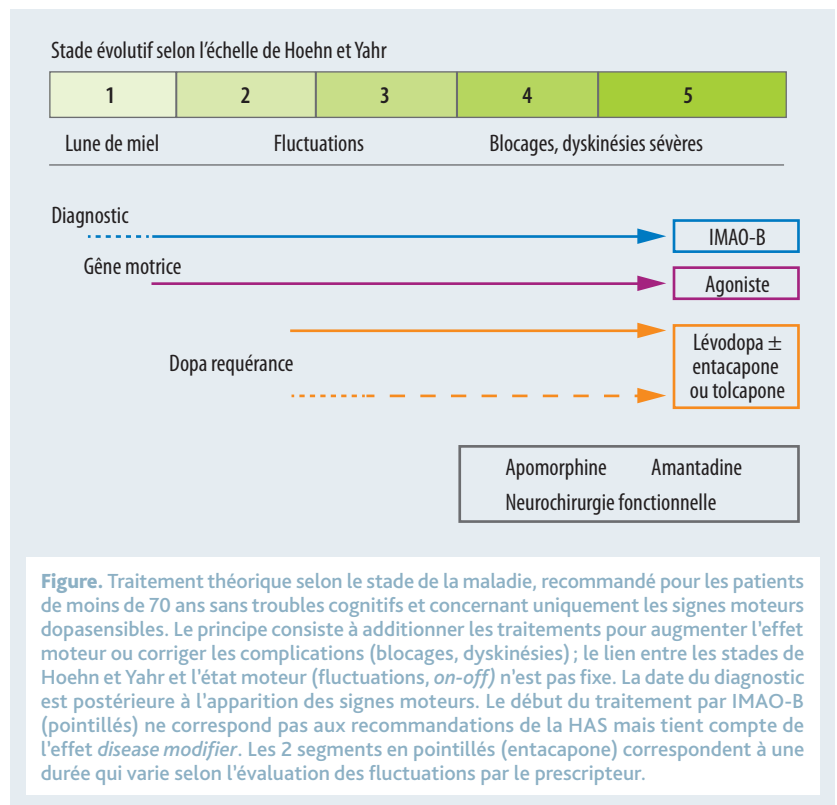 Stade évolutif selon l'échelle de Hoehn et Yahr
1 2 3 4 5
Lune de miel Fluctuations Blocages, dyskinésies sévères
Diagnostic
IMAO-B
Gêne motrice
Agoniste
Dopa requérance
Lévodopa ±
entacapone
ou tolcapone
Apomorphine Amantadine
Neurochirurgie fonctionnelle
Figure. Traitement théorique selon le stade de la maladie, recommandé pour les patients
de moins de 70 ans sans troubles cognitifs et concernant uniquement les signes moteurs
dopasensibles. Le principe consiste à additionner les traitements pour augmenter l'effet
moteur ou corriger les complications (blocages, dyskinésies) ; le lien entre les stades de
Hoehn et Yahr et l'état moteur (fluctuations, on-off) n'est pas fixe. La date du diagnostic
est postérieure à l'apparition des signes moteurs. Le début du traitement par IMAO-B
(pointillés) ne correspond pas aux recommandations de la HAS mais tient compte de
l'effet disease modifier. Les 2 segments en pointillés (entacapone) correspondent à une
durée qui varie selon l'évaluation des fluctuations par le prescripteur.